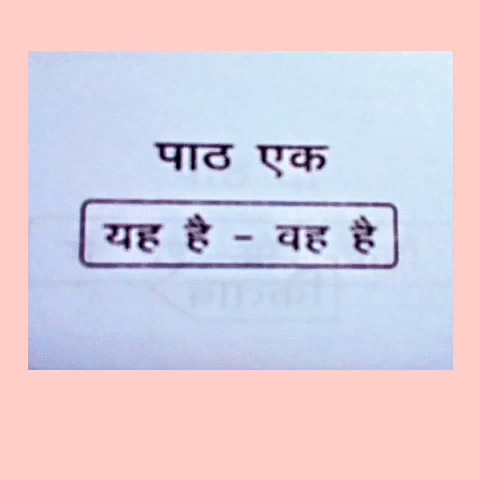 पाठ एक
यह है - वह है